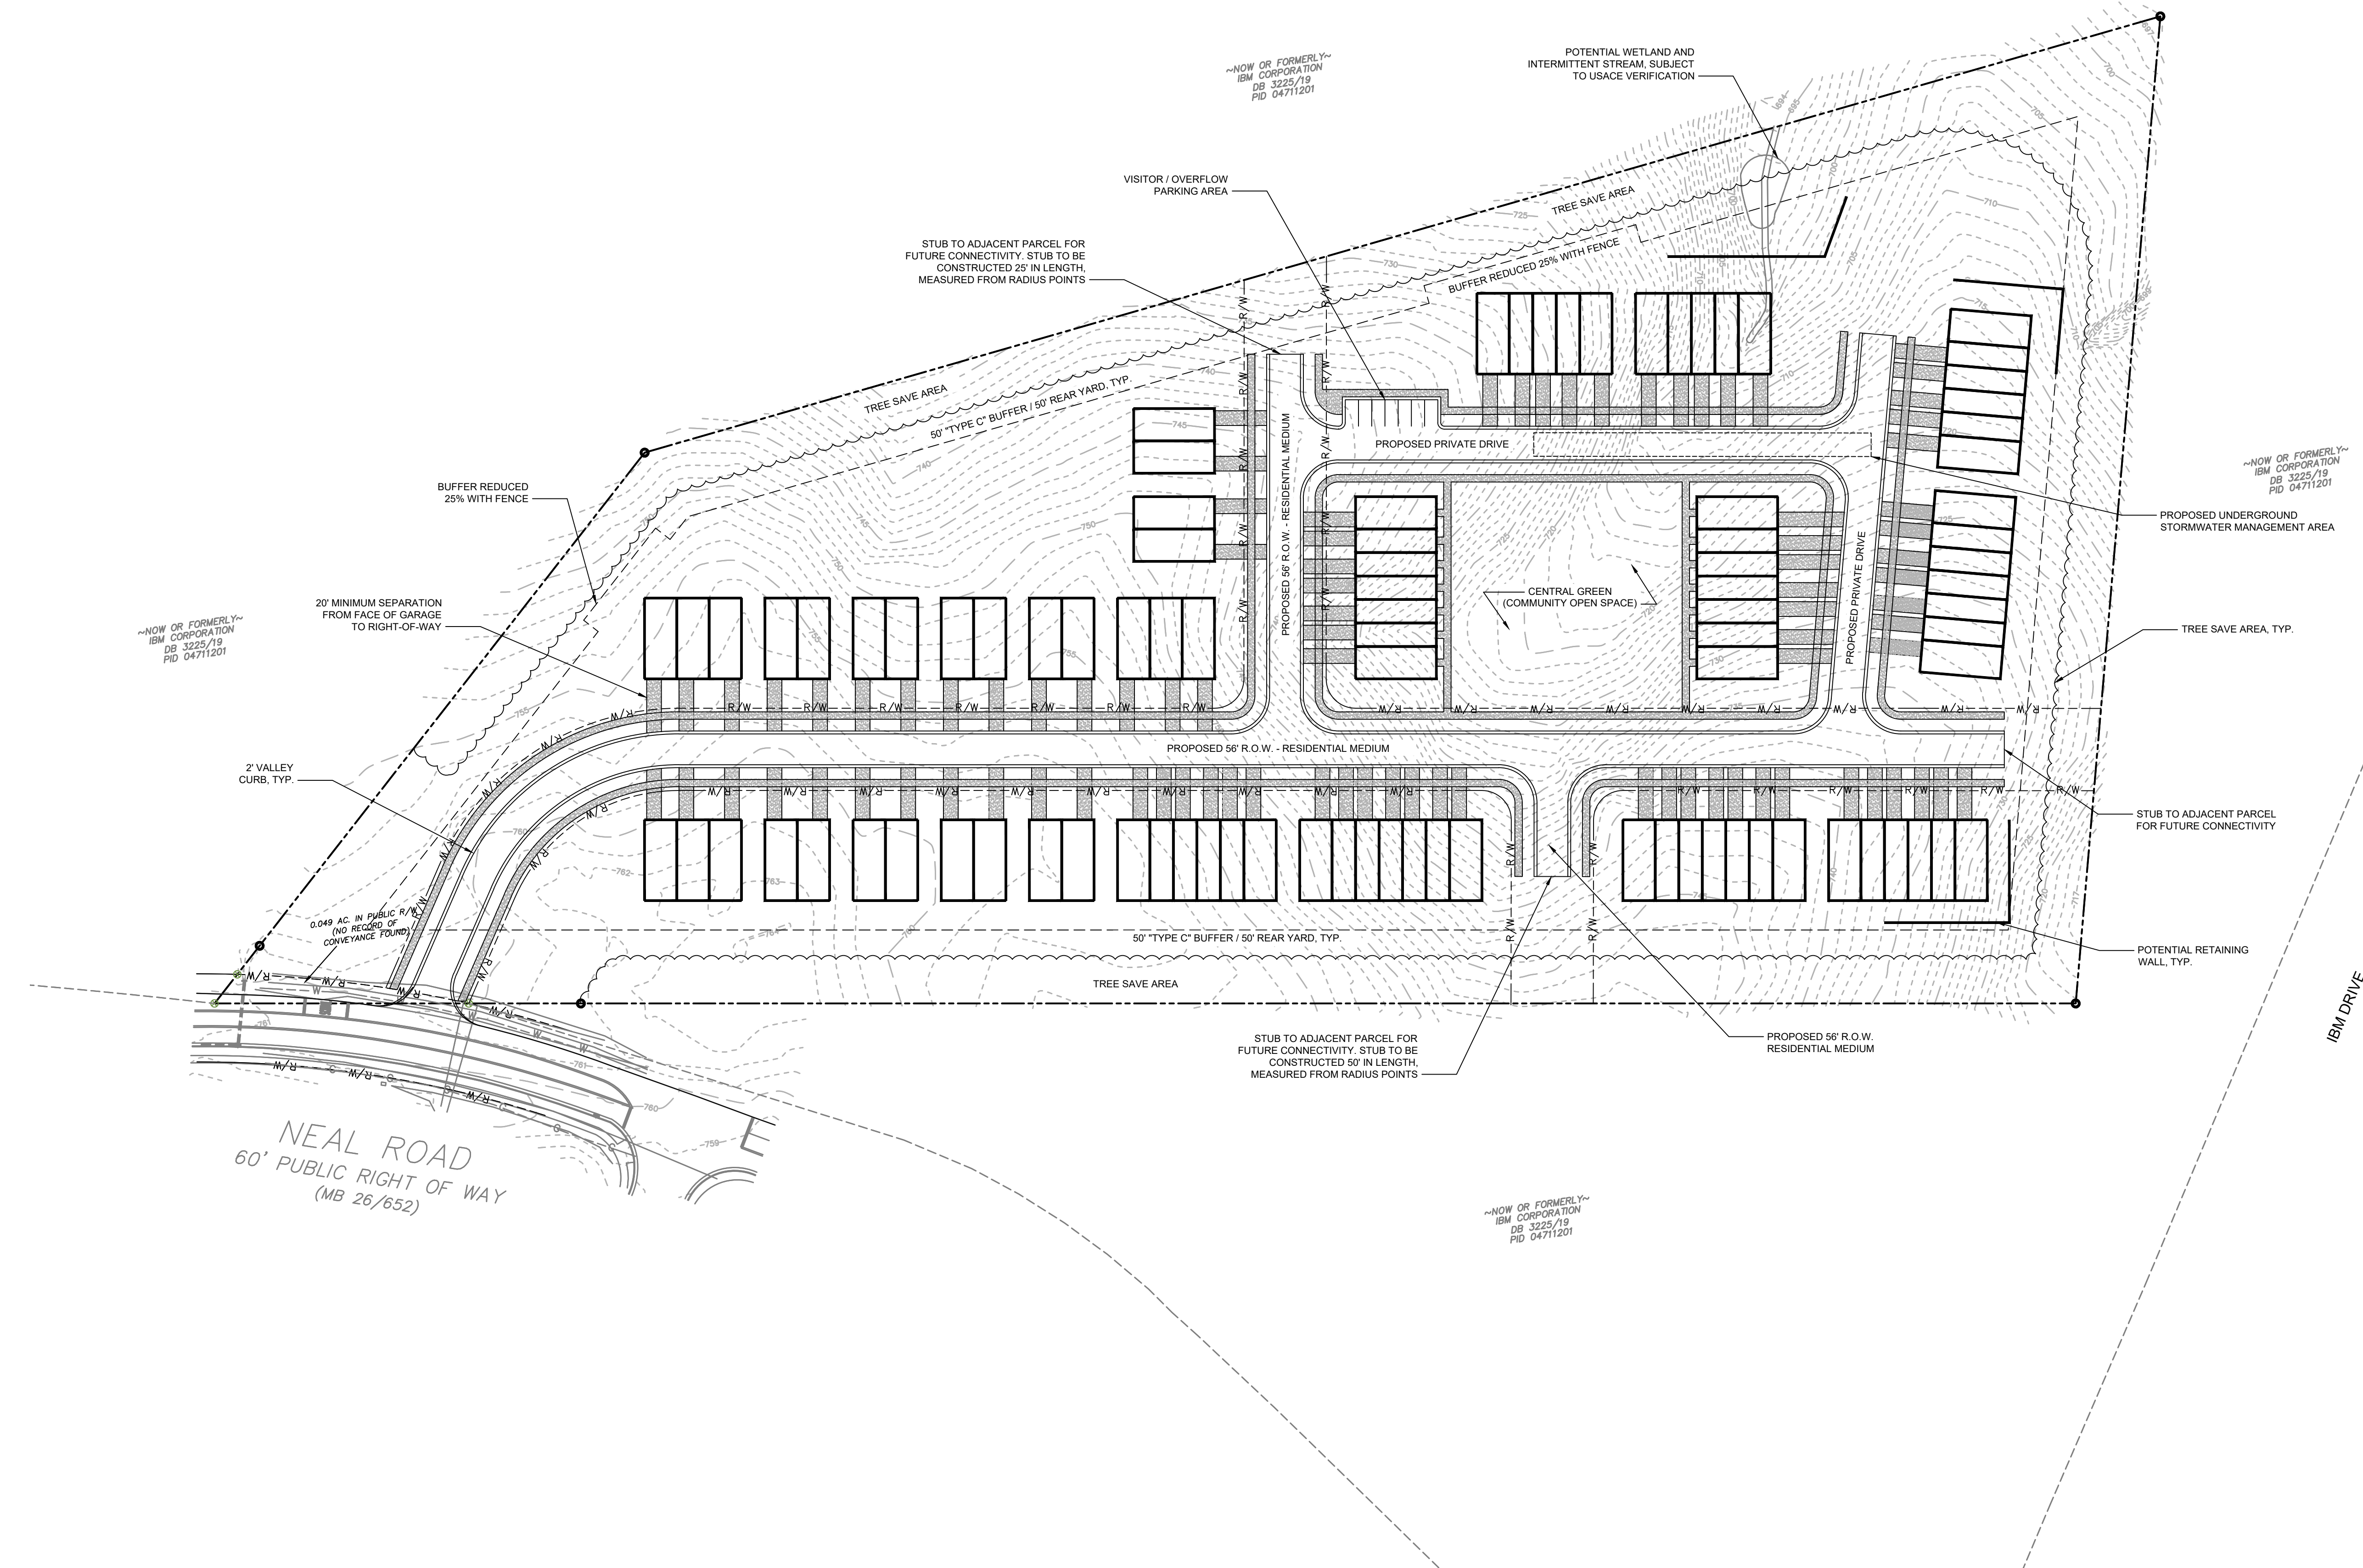 ~NOW OR FORMERLY~
IBM CORPORATION
DB 3225/19
PID 04711201
POTENTIAL WETLAND AND
INTERMITTENT STREAM, SUBJECT
TO USACE VERIFICATION
VISITOR / OVERFLOW
PARKING AREA
TREE SAVE AREA
STUB TO ADJACENT PARCEL FOR
FUTURE CONNECTIVITY. STUB TO BE
CONSTRUCTED 25' IN LENGTH,
MEASURED FROM RADIUS POINTS
BUFFER REDUCED 25% WITH FENCE
TREE SAVE AREA
50' "TYPE C" BUFFER / 50' REAR YARD, TYP.
PROPOSED PRIVATE DRIVE
PROPOSED 56' R.O.W. - RESIDENTIAL MEDIUM
BUFFER REDUCED
25% WITH FENCE
~NOW OR FORMERLY~
IBM CORPORATION
DB 3225/19
PID 04711201
PROPOSED UNDERGROUND
STORMWATER MANAGEMENT AREA
PROPOSED PRIVATE DRIVE
CENTRAL GREEN
(COMMUNITY OPEN SPACE)
20' MINIMUM SEPARATION
FROM FACE OF GARAGE
TO RIGHT-OF-WAY
~NOW OR FORMERLY~
IBM CORPORATION
DB 3225/19
PID 04711201
TREE SAVE AREA, TYP.
PROPOSED 56' R.O.W. - RESIDENTIAL MEDIUM
2' VALLEY
CURB, TYP.
STUB TO ADJACENT PARCEL
FOR FUTURE CONNECTIVITY
0.049 AC. IN PUBLIC R/W
(NO RECORD OF
CONVEYANCE FOUND)
50' "TYPE C" BUFFER / 50' REAR YARD, TYP.
POTENTIAL RETAINING
WALL, TYP.
TREE SAVE AREA
STUB TO ADJACENT PARCEL FOR
FUTURE CONNECTIVITY. STUB TO BE
CONSTRUCTED 50' IN LENGTH,
MEASURED FROM RADIUS POINTS
PROPOSED 56' R.O.W.
RESIDENTIAL MEDIUM
IBM DRIVE
NEAL ROAD
60' PUBLIC RIGHT OF WAY
(MB 26/652)
~NOW OR FORMERLY~
IBM CORPORATION
DB 3225/19
PID 04711201